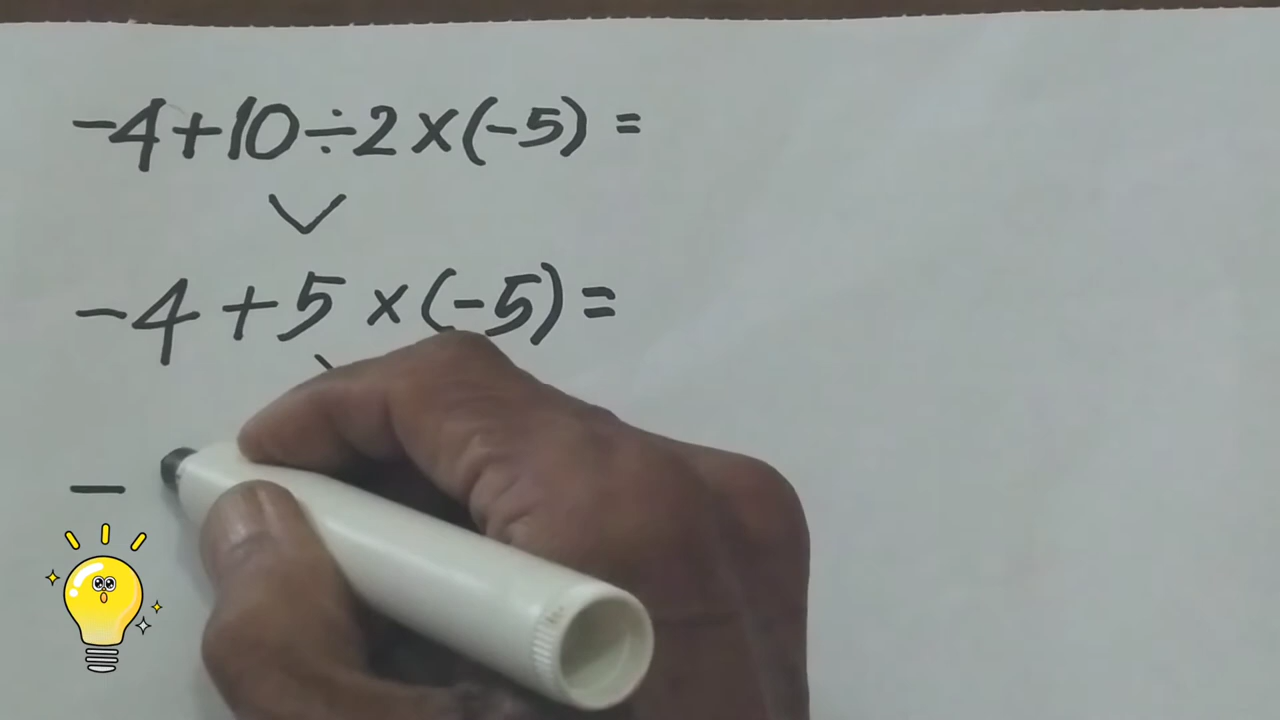 -4+10÷2×(-5) =
-4+5×(-5) =
-